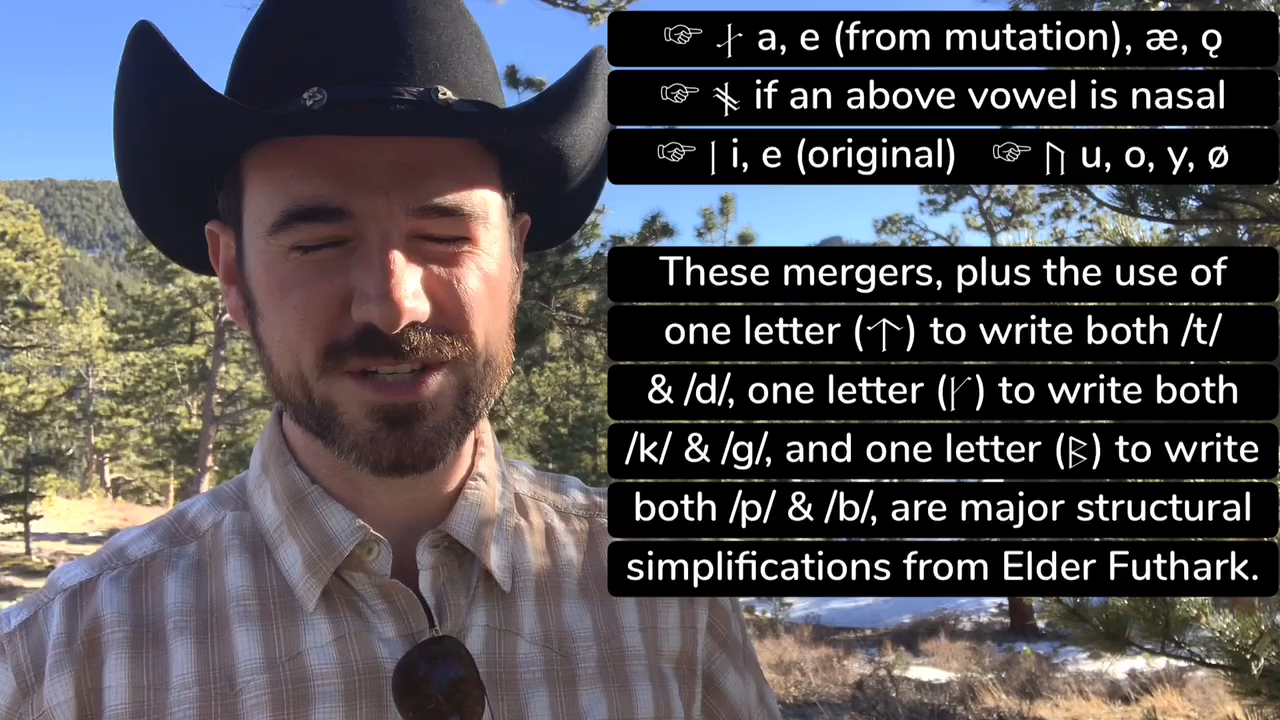 ☞ ᛅ a, e (from mutation), æ, ǫ
☞ ᚬ if an above vowel is nasal
☞ ᛁ i, e (original) ☞ ᚢ u, o, y, ø
These mergers, plus the use of
one letter (ᛏ) to write both /t/
& /d/, one letter (ᚴ) to write both
/k/ & /g/, and one letter (ᛒ) to write
both /p/ & /b/, are major structural
simplifications from Elder Futhark.